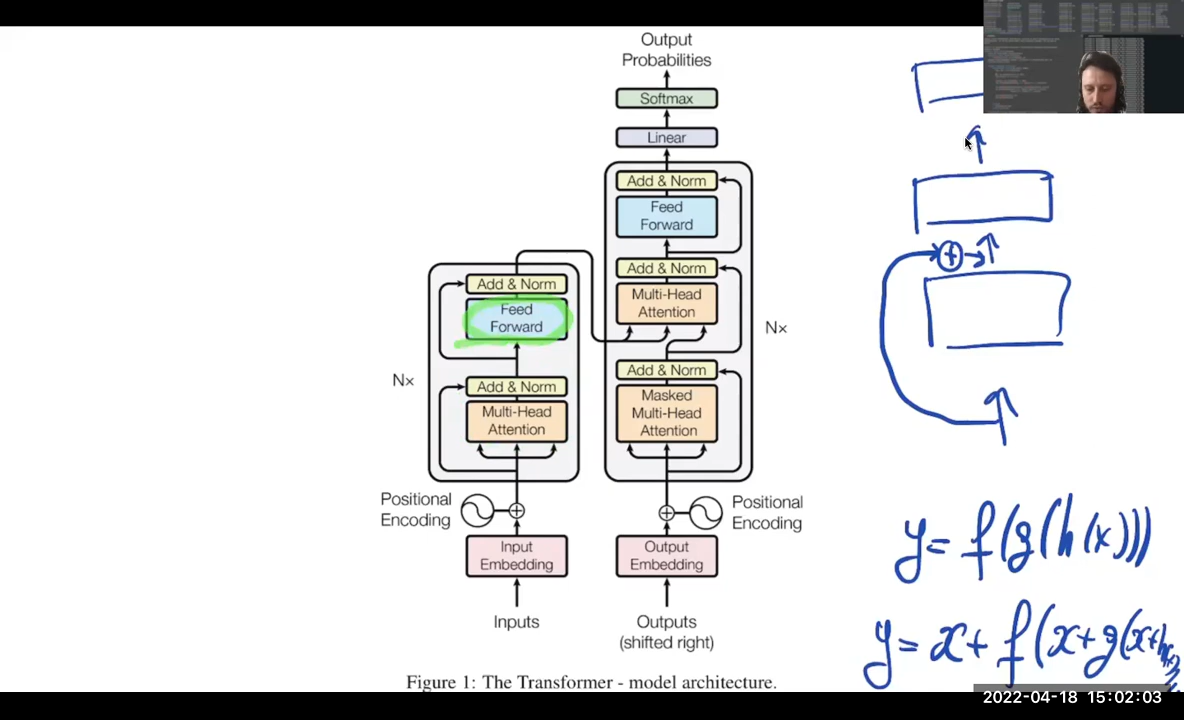 Output
Probabilities
Softmax
Linear
Add & Norm
Feed
Forward
Add & Norm
Multi-Head
Attention
Add & Norm
Masked
Multi-Head
Attention
N×
Add & Norm
Feed
Forward
Add & Norm
Multi-Head
Attention
N×
Positional
Encoding
Positional
Encoding
Input
Embedding
Output
Embedding
Inputs
Outputs
(shifted right)
Figure 1: The Transformer - model architecture.
y = f(g(h(x)))
y = x + f(x+g(x+
2022-04-18 15:02:03